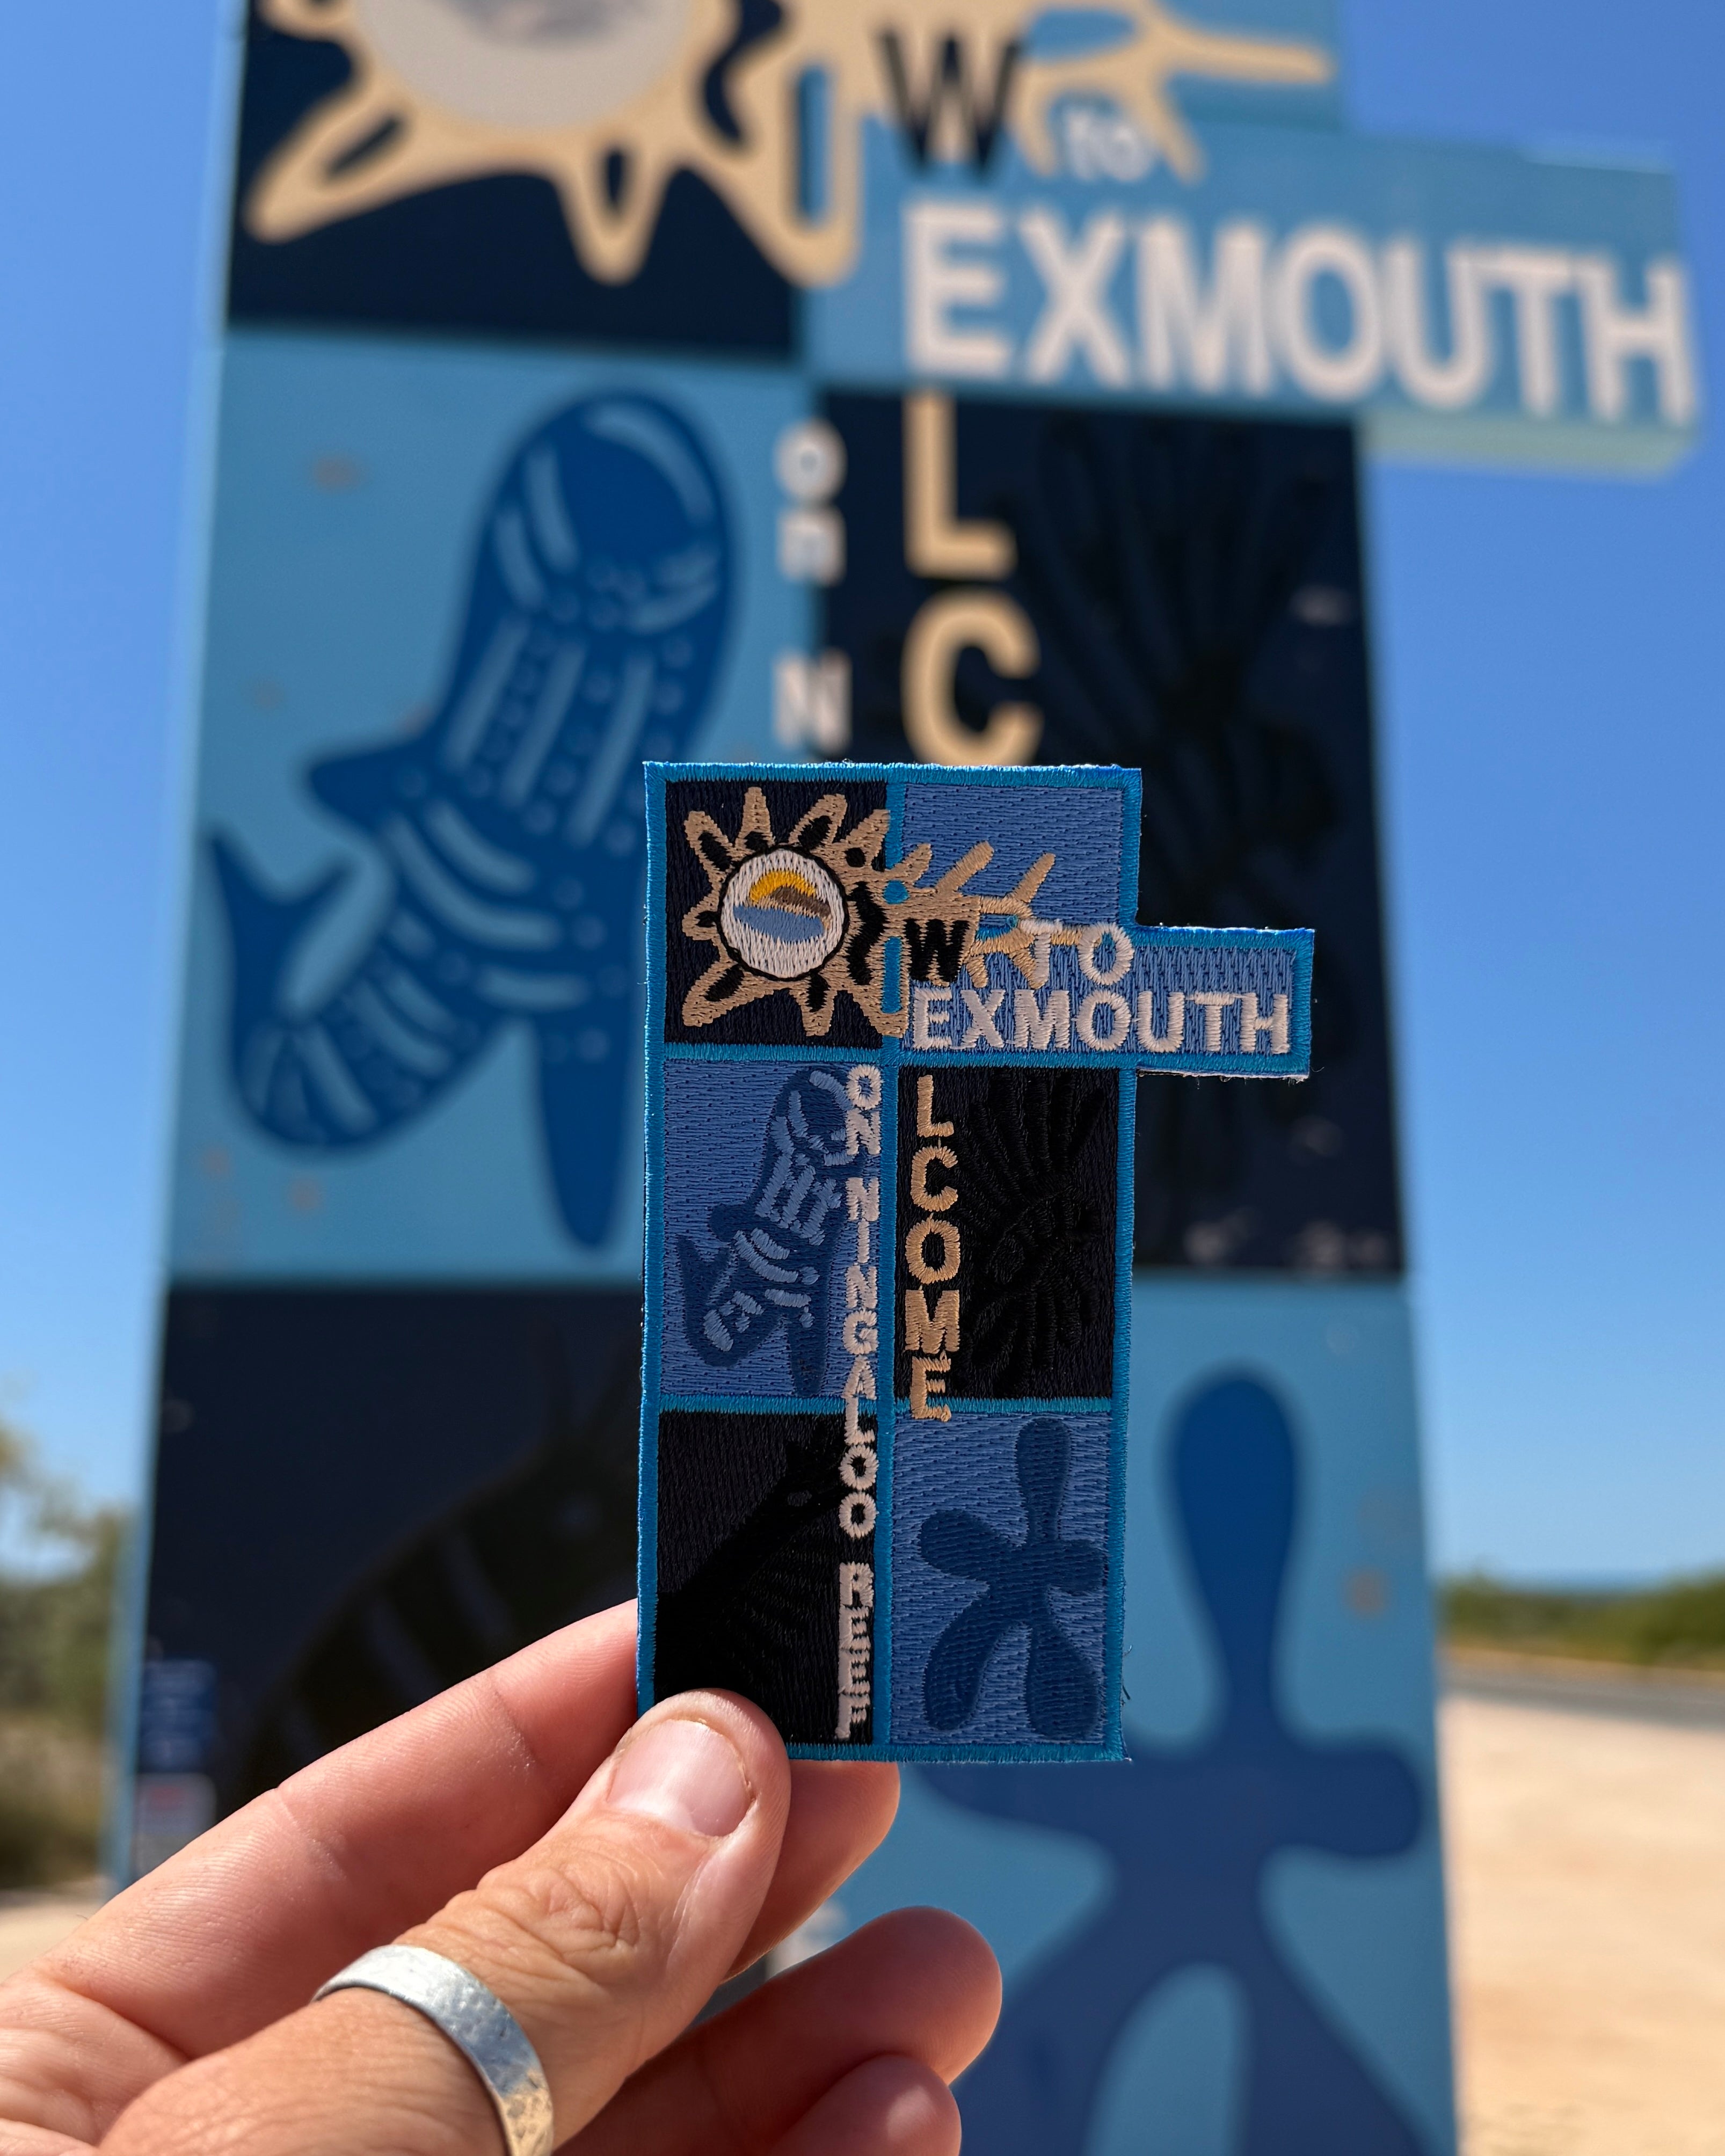 W
to
EXMOUTH
on
N
L
C
W TO
EXMOUTH
ON NINGALOO REEF
LCOME